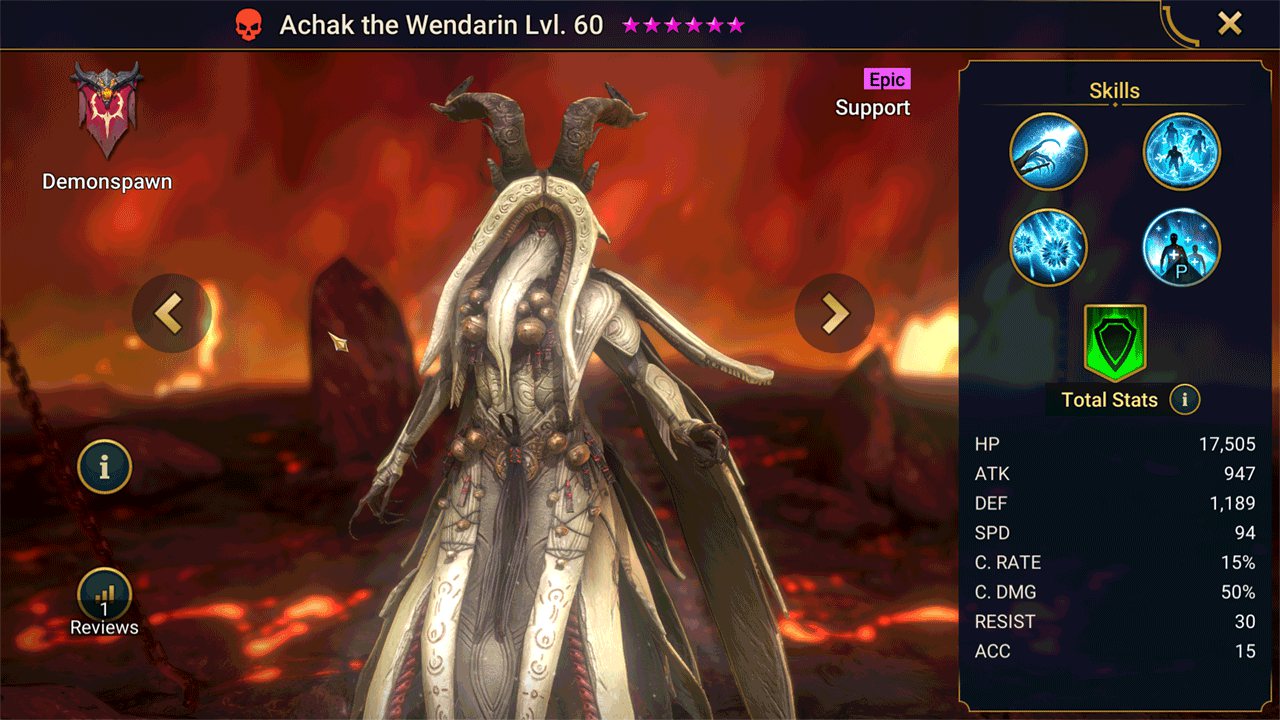 Achak the Wendarin Lvl. 60
Demonspawn
Epic
Support
Skills
P
Total Stats
i
HP 17,505
ATK 947
DEF 1,189
SPD 94
C. RATE 15%
C. DMG 50%
RESIST 30
ACC 15
i
1
Reviews